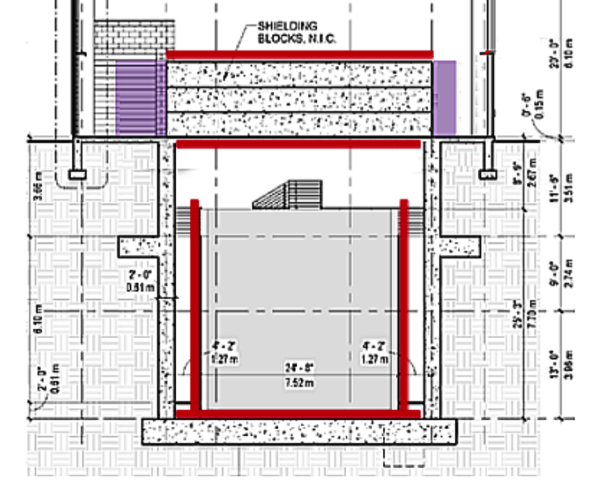 SHIELDING
BLOCKS, N.I.C.
20'- 0"
6.10 m
0'- 6"
0.15 m
3.66 m
8'- 9"
2.67 m
11'- 6"
3.51 m
2'- 0"
0.61 m
9'- 0"
2.74 m
25'- 3"
7.70 m
6.10 m
4'- 2"
1.27 m
4'- 2"
1.27 m
24'- 8"
7.52 m
2'- 0"
0.61 m
13'- 0"
3.96 m